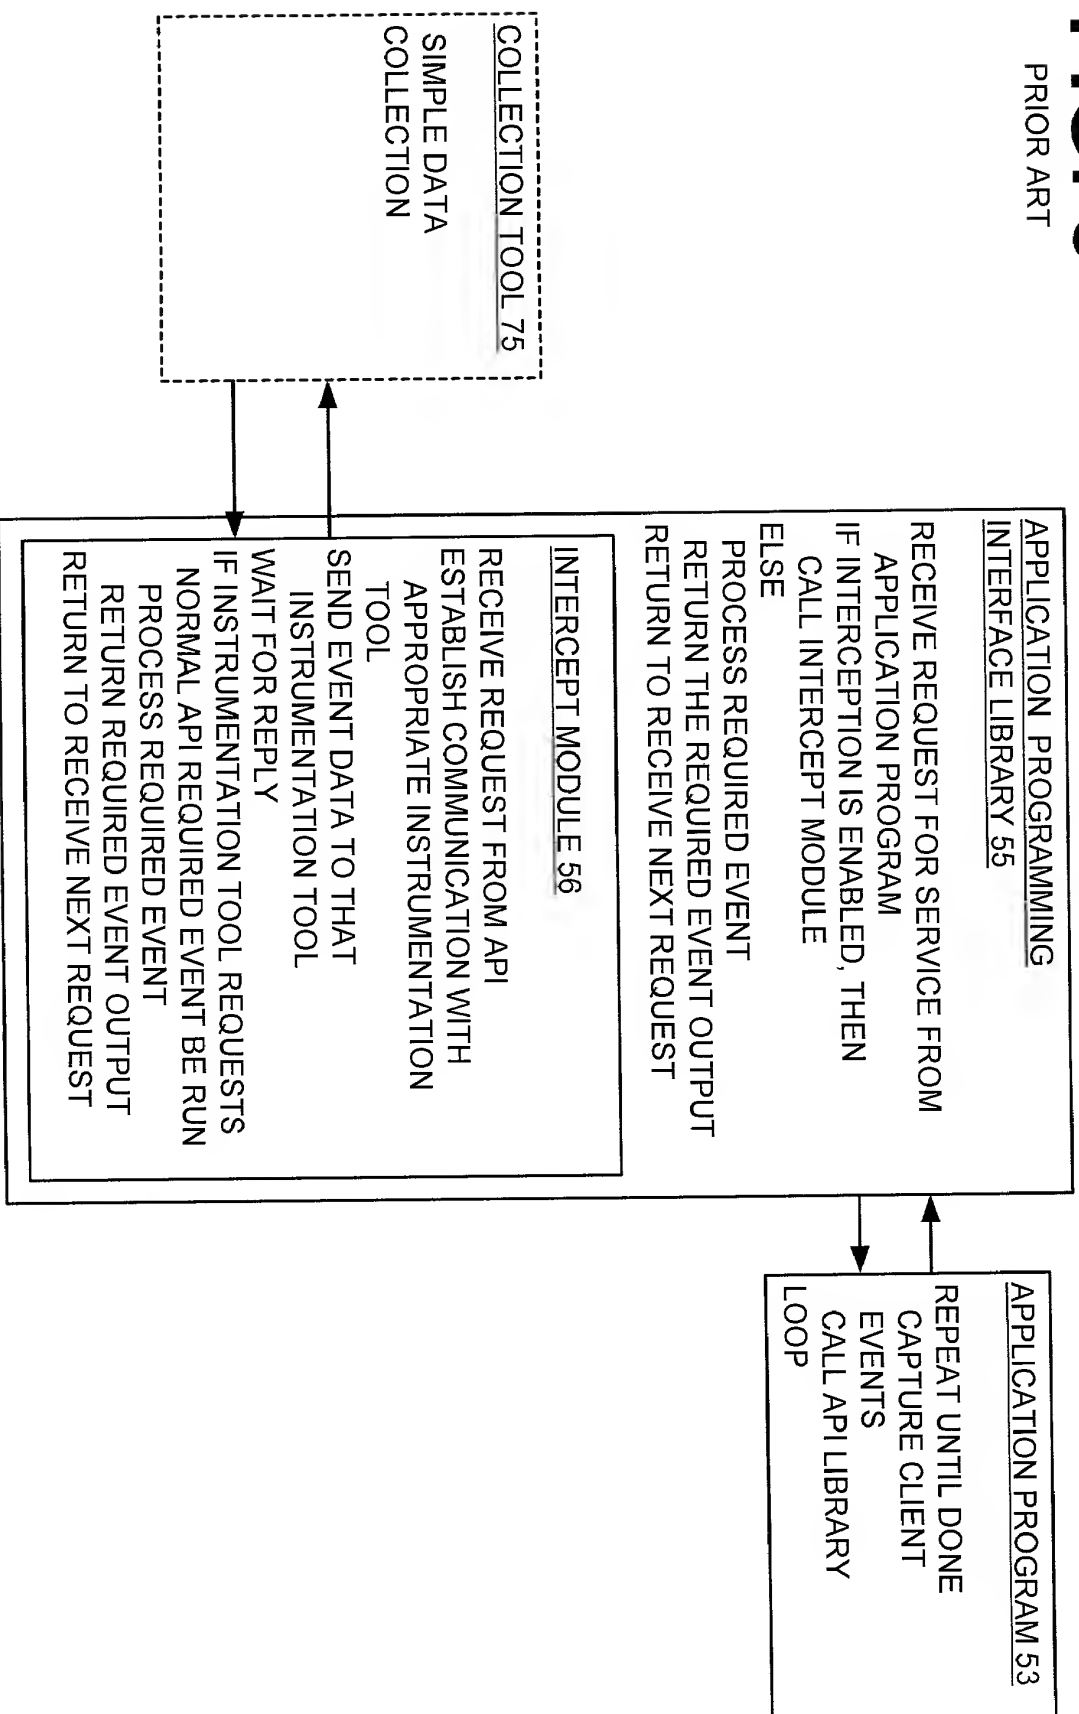 PRIOR ART
COLLECTION TOOL 75
SIMPLE DATA
COLLECTION
APPLICATION PROGRAMMING
INTERFACE LIBRARY 55
RECEIVE REQUEST FOR SERVICE FROM
APPLICATION PROGRAM
IF INTERCEPTION IS ENABLED, THEN
CALL INTERCEPT MODULE
ELSE
PROCESS REQUIRED EVENT
RETURN THE REQUIRED EVENT OUTPUT
RETURN TO RECEIVE NEXT REQUEST
INTERCEPT MODULE 56
RECEIVE REQUEST FROM API
ESTABLISH COMMUNICATION WITH
APPROPRIATE INSTRUMENTATION
TOOL
SEND EVENT DATA TO THAT
INSTRUMENTATION TOOL
WAIT FOR REPLY
IF INSTRUMENTATION TOOL REQUESTS
NORMAL API REQUIRED EVENT BE RUN
PROCESS REQUIRED EVENT
RETURN REQUIRED EVENT OUTPUT
RETURN TO RECEIVE NEXT REQUEST
APPLICATION PROGRAM 53
REPEAT UNTIL DONE
CAPTURE CLIENT
EVENTS
CALL API LIBRARY
LOOP